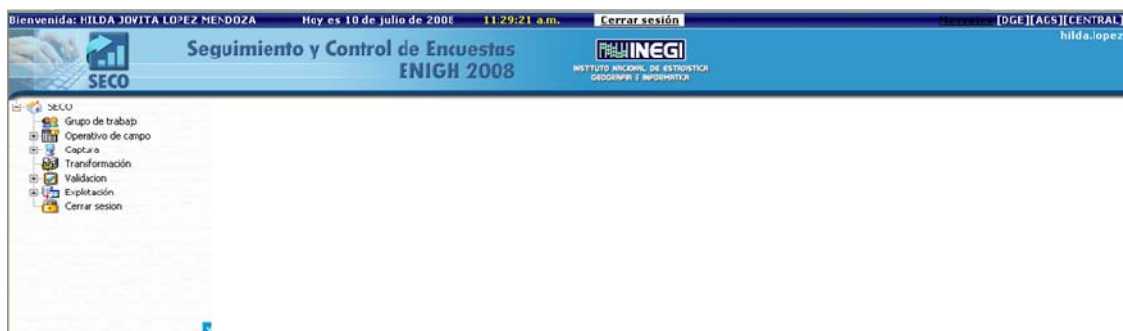 Bienvenida: HILDA JOVITA LOPEZ MENDOZA Hoy es 10 de julio de 2008 11:29:21 a.m. Cerrar sesión [DGE][AGS][CENTRAL]
hilda.lopez
Seguimiento y Control de Encuestas
ENIGH 2008
SECO
INEGI
INSTITUTO NACIONAL DE ESTADISTICA
GEOGRAFIA E INFORMATICA
SECO
Grupo de trabajo
Operativo de campo
Captura
Transformación
Validacion
Explotación
Cerrar sesion